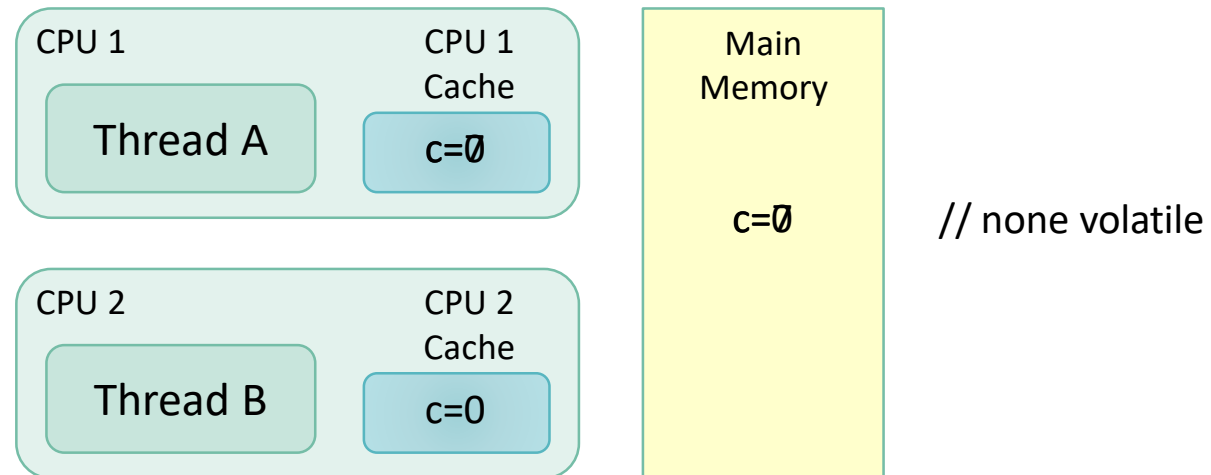 CPU 1
CPU 1
Cache
Thread A
c=0
CPU 2
CPU 2
Cache
Thread B
c=0
Main
Memory
c=0
// none volatile